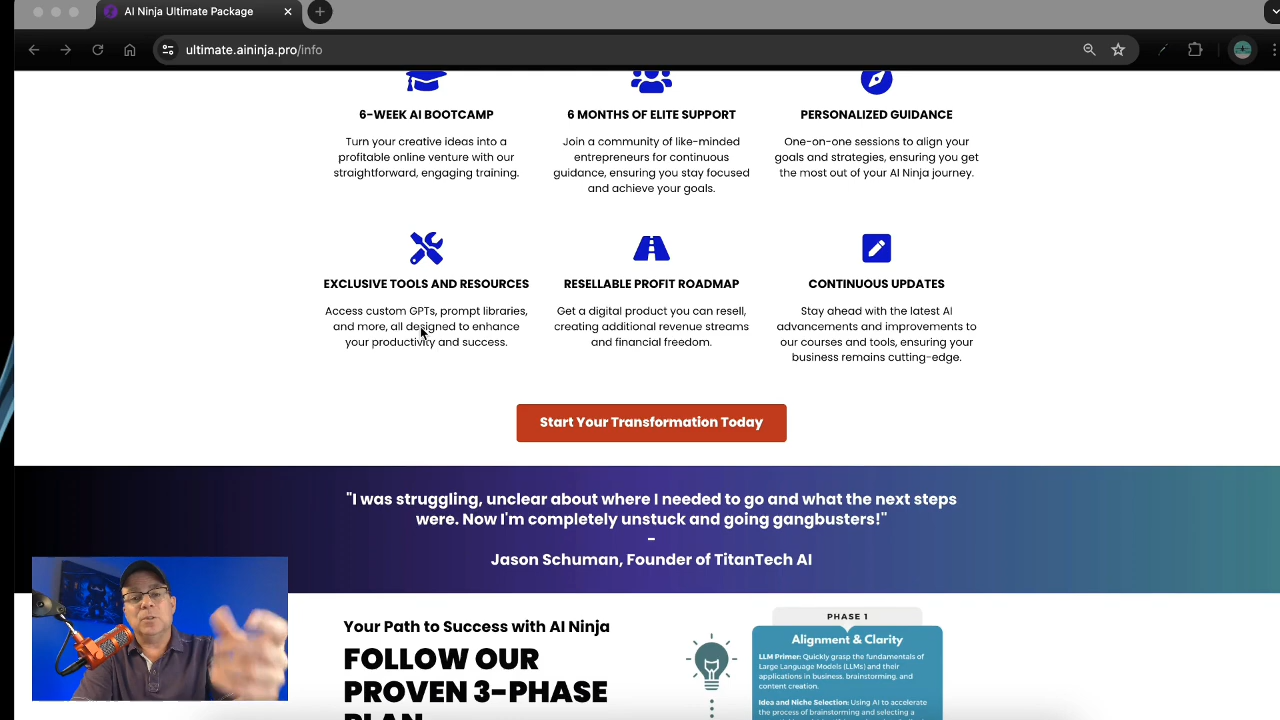 AI Ninja Ultimate Package
ultimate.aininja.pro/info
6-WEEK AI BOOTCAMP
Turn your creative ideas into a
profitable online venture with our
straightforward, engaging training.
6 MONTHS OF ELITE SUPPORT
Join a community of like-minded
entrepreneurs for continuous
guidance, ensuring you stay focused
and achieve your goals.
PERSONALIZED GUIDANCE
One-on-one sessions to align your
goals and strategies, ensuring you get
the most out of your AI Ninja journey.
EXCLUSIVE TOOLS AND RESOURCES
Access custom GPTs, prompt libraries,
and more, all designed to enhance
your productivity and success.
RESELLABLE PROFIT ROADMAP
Get a digital product you can resell,
creating additional revenue streams
and financial freedom.
CONTINUOUS UPDATES
Stay ahead with the latest AI
advancements and improvements to
our courses and tools, ensuring your
business remains cutting-edge.
Start Your Transformation Today
"I was struggling, unclear about where I needed to go and what the next steps
were. Now I'm completely unstuck and going gangbusters!"
–
Jason Schuman, Founder of TitanTech AI
Your Path to Success with AI Ninja
FOLLOW OUR
PROVEN 3-PHASE
PLAN
PHASE 1
Alignment & Clarity
LLM Primer: Quickly grasp the fundamentals of
Large Language Models (LLMs) and their
applications in business, brainstorming, and
content creation.
Idea and Niche Selection: Using AI to accelerate
the process of brainstorming and selecting a